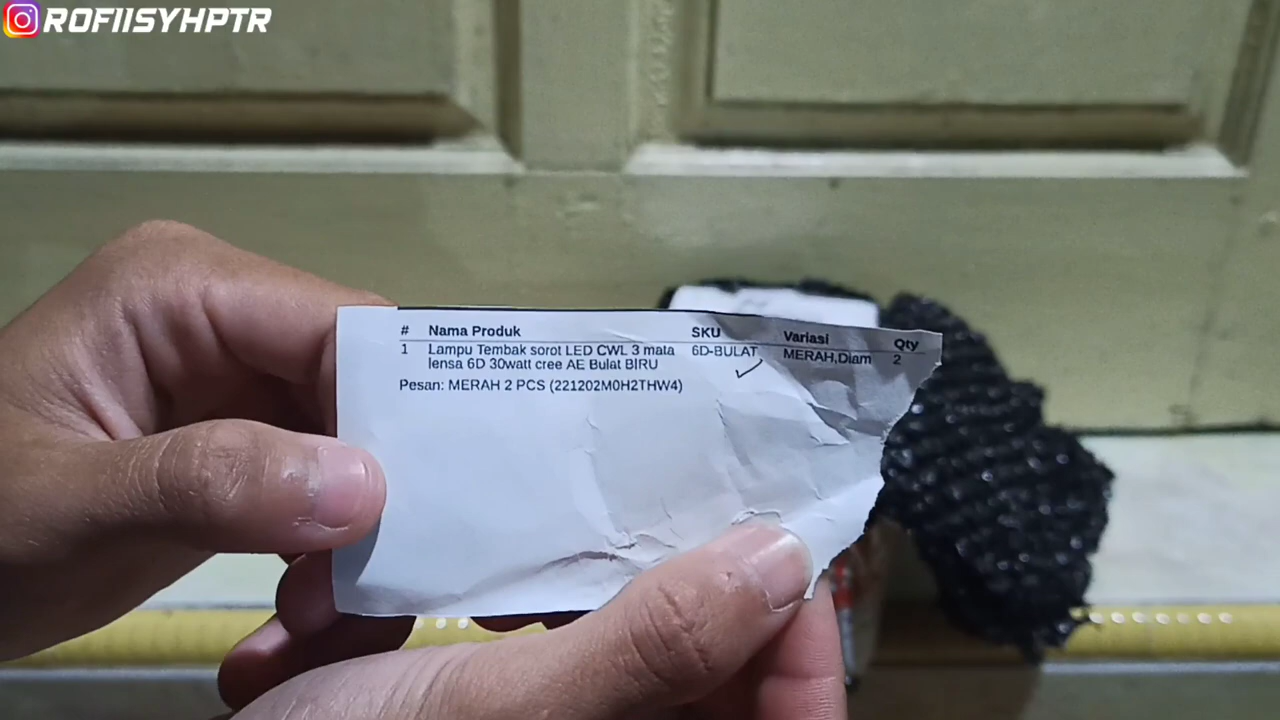 ROFIISYHPTR
# Nama Produk SKU Variasi Qty
1 Lampu Tembak sorot LED CWL 3 mata 6D-BULAT MERAH,Diam 2
lensa 6D 30watt cree AE Bulat BIRU
Pesan: MERAH 2 PCS (221202M0H2THW4)